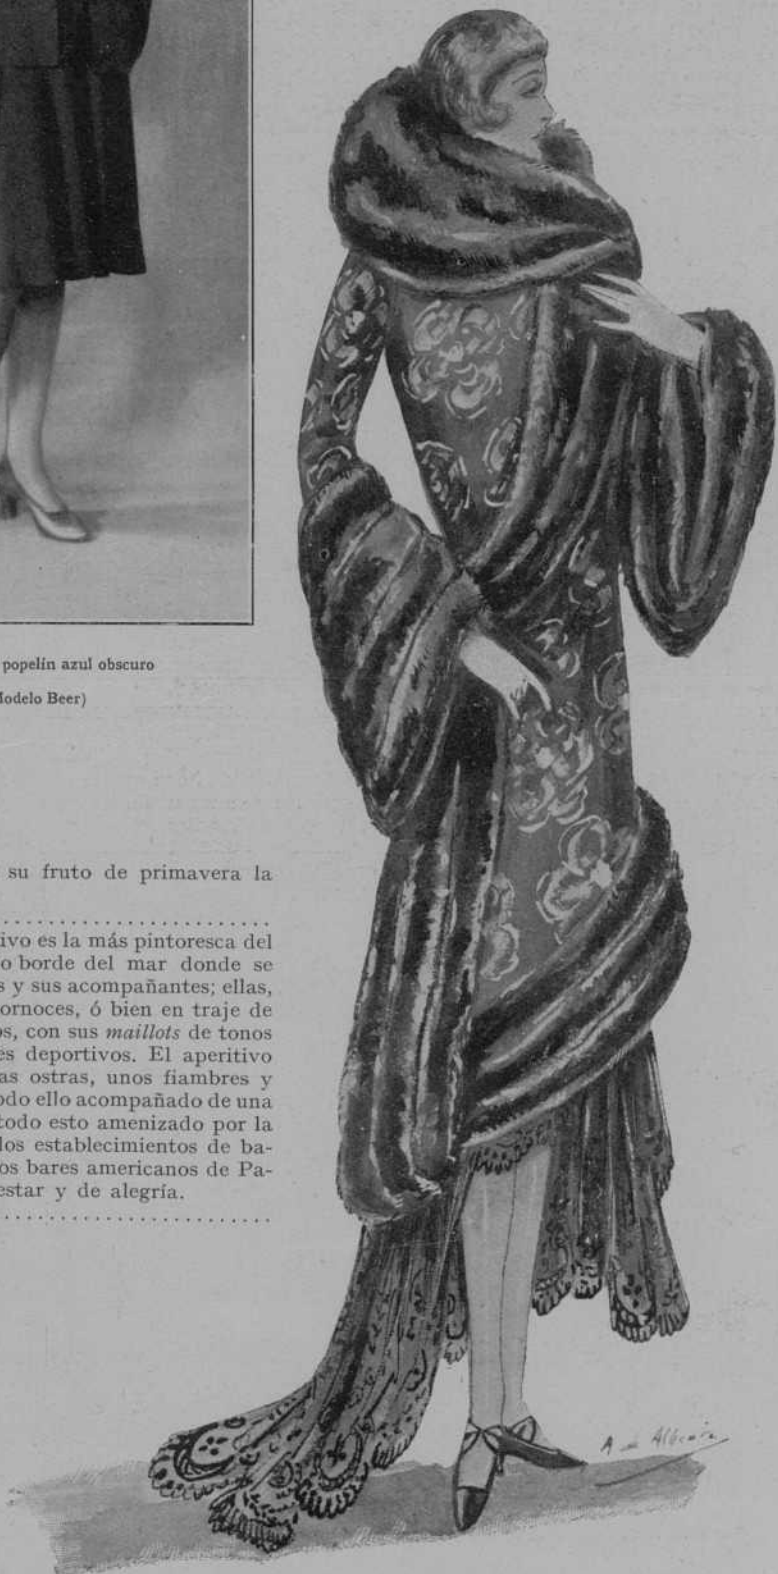 popelín azul obscuro
Modelo Beer)
su fruto de primavera la
ivo es la más pintoresca del
o borde del mar donde se
s y sus acompañantes; ellas,
ornoces, ó bien en traje de
os, con sus maillots de tonos
es deportivos. El aperitivo
as ostras, unos fiambres y
odo ello acompañado de una
todo esto amenizado por la
los establecimientos de ba-
os bares americanos de Pa-
estar y de alegría.